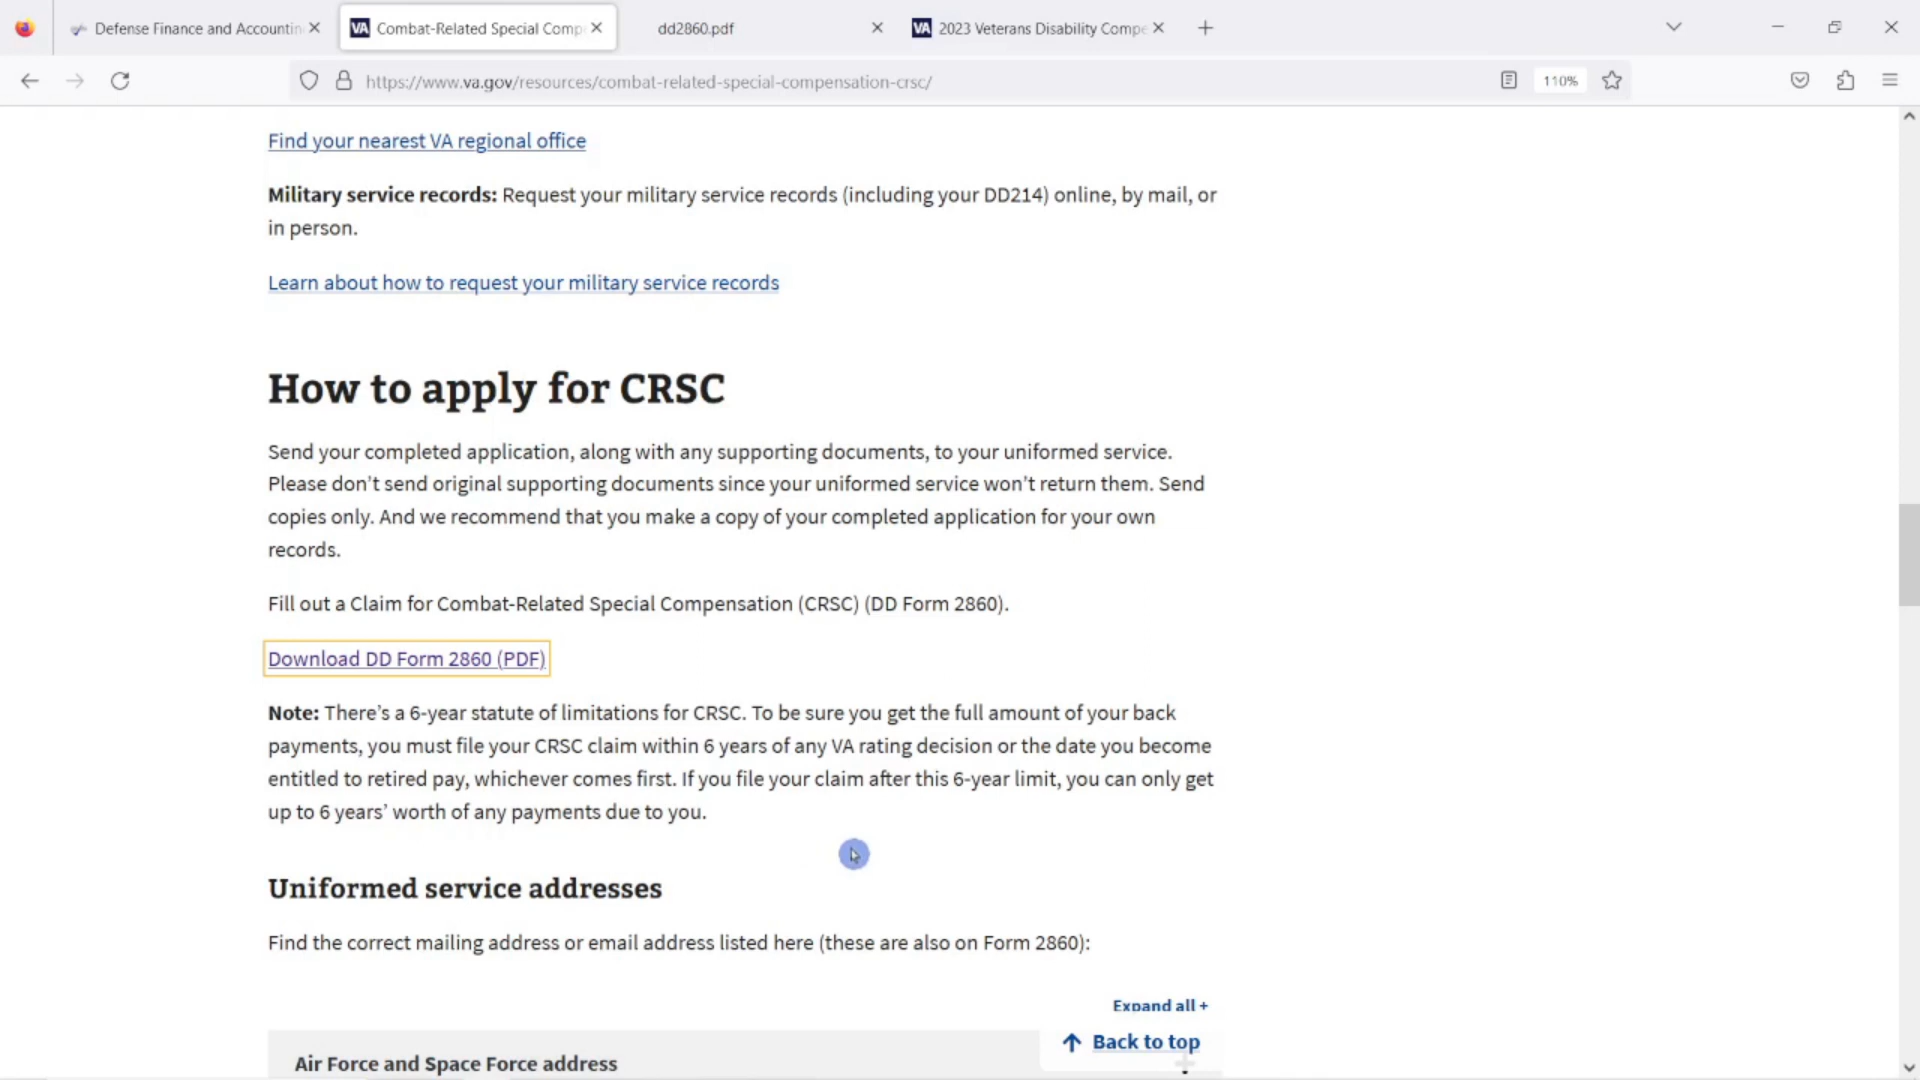 Defense Finance and Accountin
Combat-Related Special Comp
dd2860.pdf
VA 2023 Veterans Disability Compe
https://www.va.gov/resources/combat-related-special-compensation-crsc/
110%
Find your nearest VA regional office
Military service records: Request your military service records (including your DD214) online, by mail, or
in person.
Learn about how to request your military service records
How to apply for CRSC
Send your completed application, along with any supporting documents, to your uniformed service.
Please don't send original supporting documents since your uniformed service won't return them. Send
copies only. And we recommend that you make a copy of your completed application for your own
records.
Fill out a Claim for Combat-Related Special Compensation (CRSC) (DD Form 2860).
Download DD Form 2860 (PDF)
Note: There's a 6-year statute of limitations for CRSC. To be sure you get the full amount of your back
payments, you must file your CRSC claim within 6 years of any VA rating decision or the date you become
entitled to retired pay, whichever comes first. If you file your claim after this 6-year limit, you can only get
up to 6 years' worth of any payments due to you.
Uniformed service addresses
Find the correct mailing address or email address listed here (these are also on Form 2860):
Expand all +
Back to top
Air Force and Space Force address